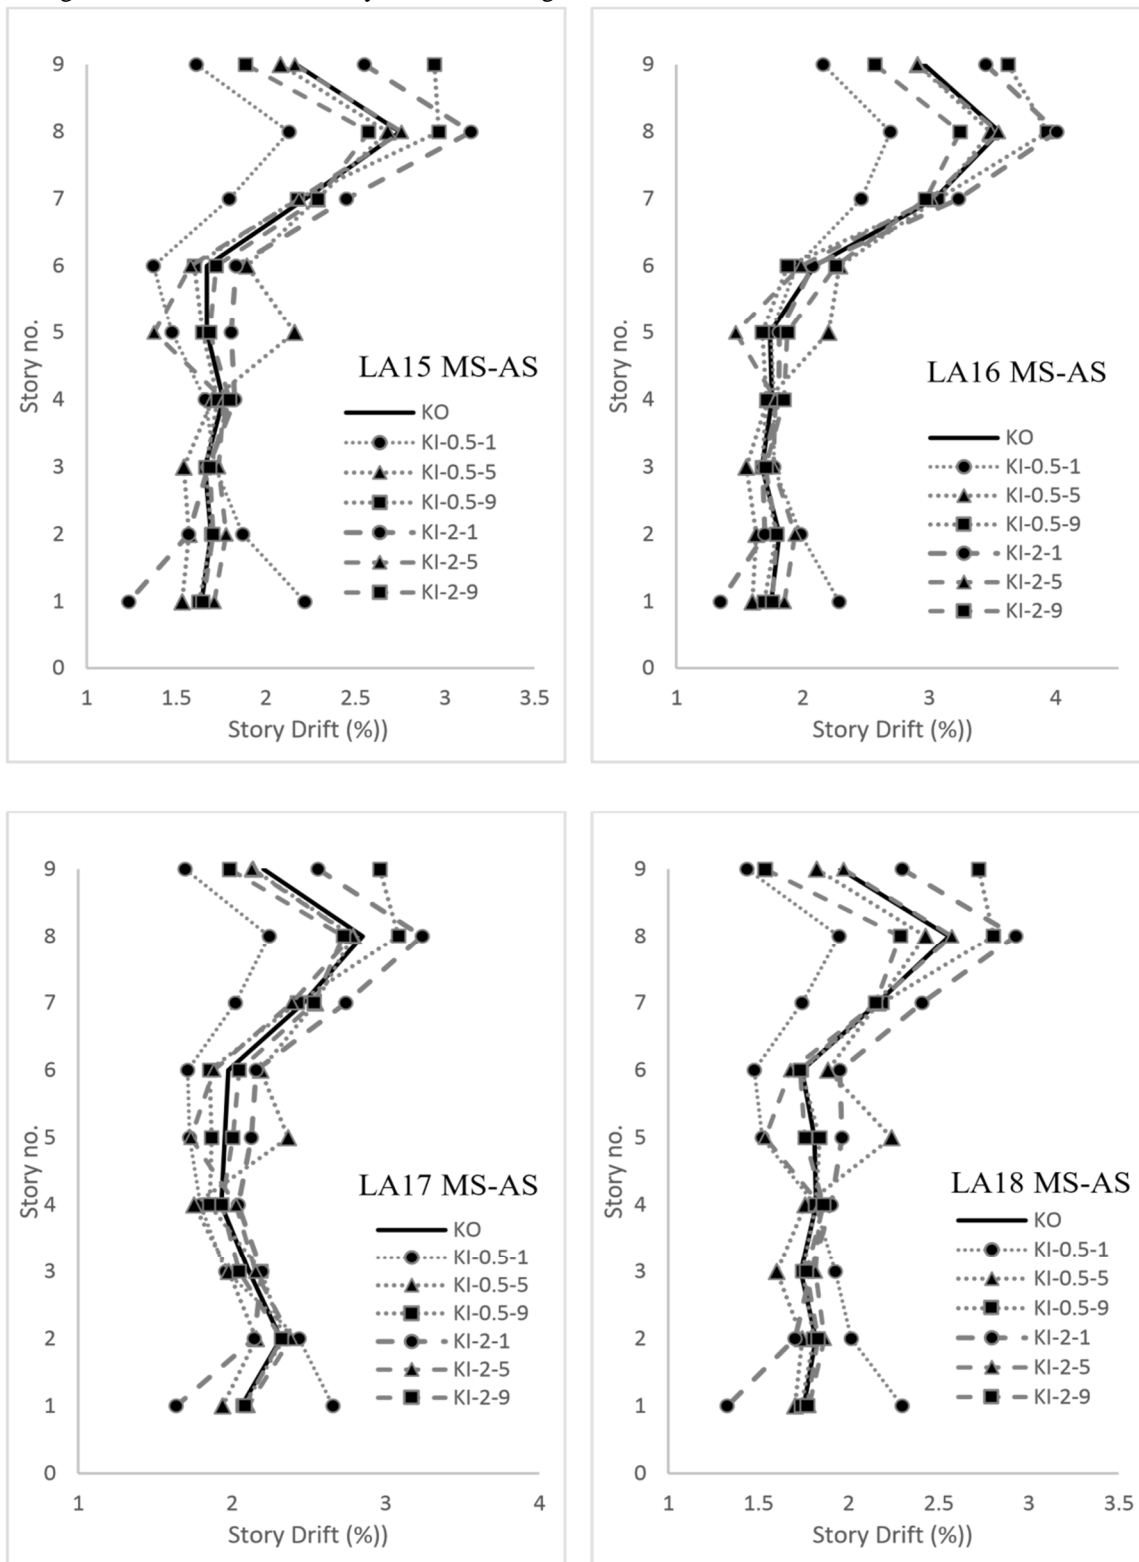 9
8
7
6
5
4
3
2
1
0
Story no.
1
1.5
2
2.5
3
3.5
Story Drift (%))
LA15 MS-AS
KO
KI-0.5-1
KI-0.5-5
KI-0.5-9
KI-2-1
KI-2-5
KI-2-9
9
8
7
6
5
4
3
2
1
0
Story no.
1
2
3
4
Story Drift (%))
LA16 MS-AS
KO
KI-0.5-1
KI-0.5-5
KI-0.5-9
KI-2-1
KI-2-5
KI-2-9
9
8
7
6
5
4
3
2
1
0
Story no.
1
2
3
4
Story Drift (%))
LA17 MS-AS
KO
KI-0.5-1
KI-0.5-5
KI-0.5-9
KI-2-1
KI-2-5
KI-2-9
9
8
7
6
5
4
3
2
1
0
Story no.
1
1.5
2
2.5
3
3.5
Story Drift (%))
LA18 MS-AS
KO
KI-0.5-1
KI-0.5-5
KI-0.5-9
KI-2-1
KI-2-5
KI-2-9